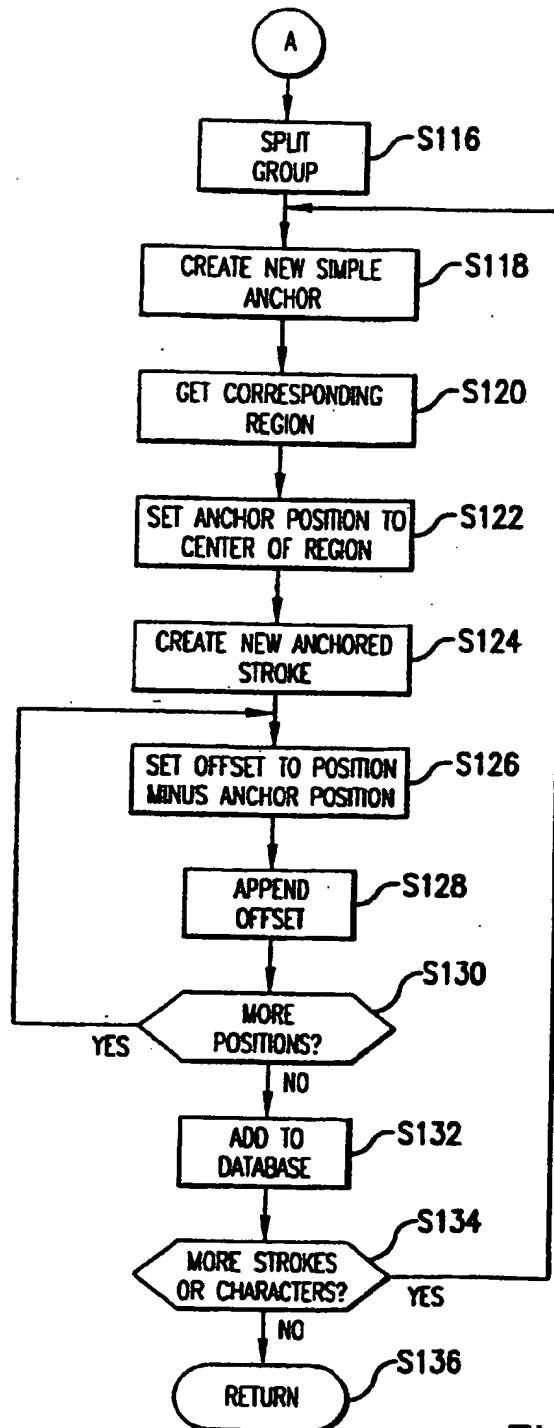 A
SPLIT
GROUP
S116
CREATE NEW SIMPLE
ANCHOR
S118
GET CORRESPONDING
REGION
S120
SET ANCHOR POSITION TO
CENTER OF REGION
S122
CREATE NEW ANCHORED
STROKE
S124
SET OFFSET TO POSITION
MINUS ANCHOR POSITION
S126
APPEND
OFFSET
S128
MORE
POSITIONS?
S130
YES
NO
ADD TO
DATABASE
S132
MORE STROKES
OR CHARACTERS?
S134
YES
NO
RETURN
S136